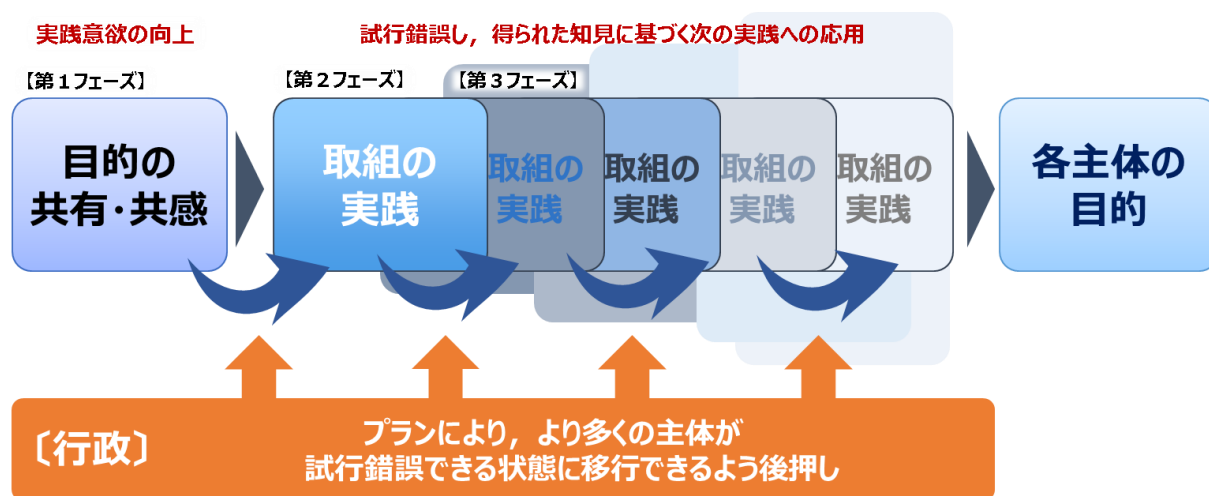 実践意欲の向上
試行錯誤し，得られた知見に基づく次の実践への応用
【第１フェーズ】
【第２フェーズ】
【第３フェーズ】
目的の
共有・共感
取組の
実践
取組の
実践
取組の
実践
取組の
実践
取組の
実践
各主体の
目的
〔行政〕
プランにより，より多くの主体が
試行錯誤できる状態に移行できるよう後押し